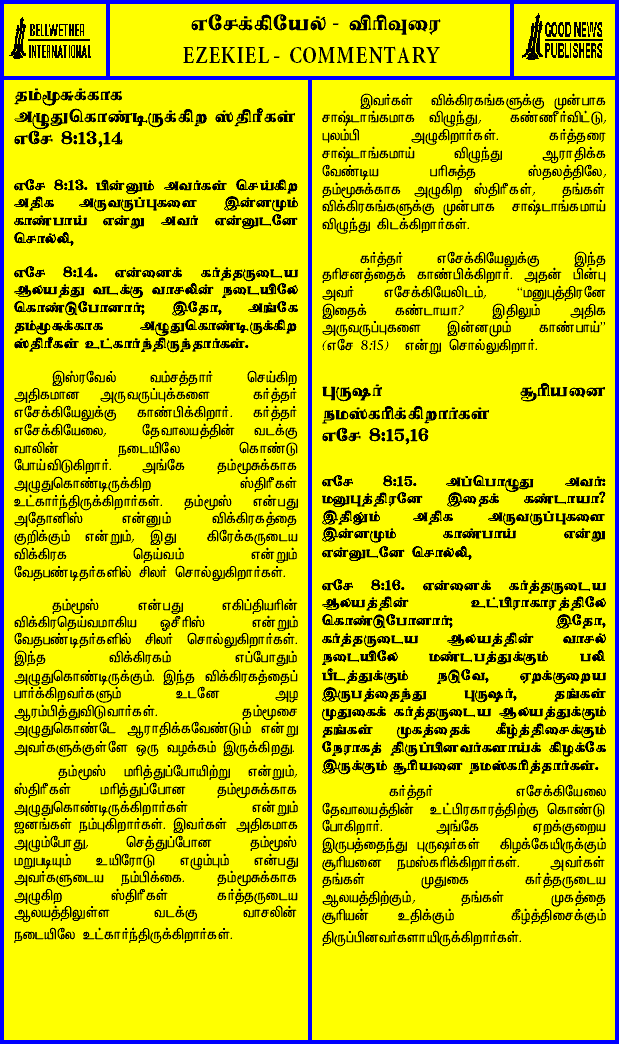 BELLWETHER
INTERNATIONAL
எசேக்கியேல் - விரிவுரை
EZEKIEL - COMMENTARY
GOOD NEWS
PUBLISHERS
தம்மூசுக்காக
அழுதுகொண்டிருக்கிற ஸ்திரீகள்
எசே 8:13,14
எசே 8:13. பின்னும் அவர்கள் செய்கிற
அதிக அருவருப்புகளை இன்னமும்
காண்பாய் என்று அவர் என்னுடனே
சொல்லி,
எசே 8:14. என்னைக் கர்த்தருடைய
ஆலயத்து வடக்கு வாசலின் நடையிலே
கொண்டுபோனார்; இதோ, அங்கே
தம்மூசுக்காக அழுதுகொண்டிருக்கிற
ஸ்திரீகள் உட்கார்ந்திருந்தார்கள்.
இஸ்ரவேல் வம்சத்தார் செய்கிற
அதிகமான அருவருப்புக்களை கர்த்தர்
எசேக்கியேலுக்கு காண்பிக்கிறார். கர்த்தர்
எசேக்கியேலை, தேவாலயத்தின் வடக்கு
வாலின் நடையிலே கொண்டு
போய்விடுகிறார். அங்கே தம்மூசுக்காக
அழுதுகொண்டிருக்கிற ஸ்திரீகள்
உட்கார்ந்திருக்கிறார்கள். தம்மூஸ் என்பது
அதோனிஸ் என்னும் விக்கிரகத்தை
குறிக்கும் என்றும், இது கிரேக்கருடைய
விக்கிரக தெய்வம் என்றும்
வேதபண்டிதர்களில் சிலர் சொல்லுகிறார்கள்.
தம்மூஸ் என்பது எகிப்தியரின்
விக்கிரதெய்வமாகிய ஒசீரிஸ் என்றும்
வேதபண்டிதர்களில் சிலர் சொல்லுகிறார்கள்.
இந்த விக்கிரகம் எப்போதும்
அழுதுகொண்டிருக்கும். இந்த விக்கிரகத்தைப்
பார்க்கிறவர்களும் உடனே அழ
ஆரம்பித்துவிடுவார்கள். தம்மூசை
அழுதுகொண்டே ஆராதிக்கவேண்டும் என்று
அவர்களுக்குள்ளே ஒரு வழக்கம் இருக்கிறது.
தம்மூஸ் மரித்துப்போயிற்று என்றும்,
ஸ்திரீகள் மரித்துப்போன தம்மூசுக்காக
அழுதுகொண்டிருக்கிறார்கள் என்றும்
ஜனங்கள் நம்புகிறார்கள். இவர்கள் அதிகமாக
அழும்போது, செத்துப்போன தம்மூஸ்
மறுபடியும் உயிரோடு எழும்பும் என்பது
அவர்களுடைய நம்பிக்கை. தம்மூசுக்காக
அழுகிற ஸ்திரீகள் கர்த்தருடைய
ஆலயத்திலுள்ள வடக்கு வாசலின்
நடையிலே உட்கார்ந்திருக்கிறார்கள்.
இவர்கள் விக்கிரகங்களுக்கு முன்பாக
சாஷ்டாங்கமாக விழுந்து, கண்ணீர்விட்டு,
புலம்பி அழுகிறார்கள். கர்த்தரை
சாஷ்டாங்கமாய் விழுந்து ஆராதிக்க
வேண்டிய பரிசுத்த ஸ்தலத்திலே,
தம்மூசுக்காக அழுகிற ஸ்திரீகள், தங்கள்
விக்கிரகங்களுக்கு முன்பாக சாஷ்டாங்கமாய்
விழுந்து கிடக்கிறார்கள்.
கர்த்தர் எசேக்கியேலுக்கு இந்த
தரிசனத்தைக் காண்பிக்கிறார். அதன் பின்பு
அவர் எசேக்கியேலிடம், “மனுபுத்திரனே
இதைக் கண்டாயா? இதிலும் அதிக
அருவருப்புகளை இன்னமும் காண்பாய்”
(எசே 8:15) என்று சொல்லுகிறார்.
புருஷர் சூரியனை
நமஸ்கரிக்கிறார்கள்
எசே 8:15,16
எசே 8:15. அப்பொழுது அவர்:
மனுபுத்திரனே இதைக் கண்டாயா?
இதிலும் அதிக அருவருப்புகளை
இன்னமும் காண்பாய் என்று
என்னுடனே சொல்லி,
எசே 8:16. என்னைக் கர்த்தருடைய
ஆலயத்தின் உட்பிராகாரத்திலே
கொண்டுபோனார்; இதோ,
கர்த்தருடைய ஆலயத்தின் வாசல்
நடையிலே மண்டபத்துக்கும் பலி
பீடத்துக்கும் நடுவே, ஏறக்குறைய
இருபத்தைந்து புருஷர், தங்கள்
முதுகைக் கர்த்தருடைய ஆலயத்துக்கும்
தங்கள் முகத்தைக் கீழ்த்திசைக்கும்
நேராகத் திருப்பினவர்களாய்க் கிழக்கே
இருக்கும் சூரியனை நமஸ்கரித்தார்கள்.
கர்த்தர் எசேக்கியேலை
தேவாலயத்தின் உட்பிரகாரத்திற்கு கொண்டு
போகிறார். அங்கே ஏறக்குறைய
இருபத்தைந்து புருஷர்கள் கிழக்கேயிருக்கும்
சூரியனை நமஸ்கரிக்கிறார்கள். அவர்கள்
தங்கள் முதுகை கர்த்தருடைய
ஆலயத்திற்கும், தங்கள் முகத்தை
சூரியன் உதிக்கும் கீழ்த்திசைக்கும்
திருப்பினவர்களாயிருக்கிறார்கள்.